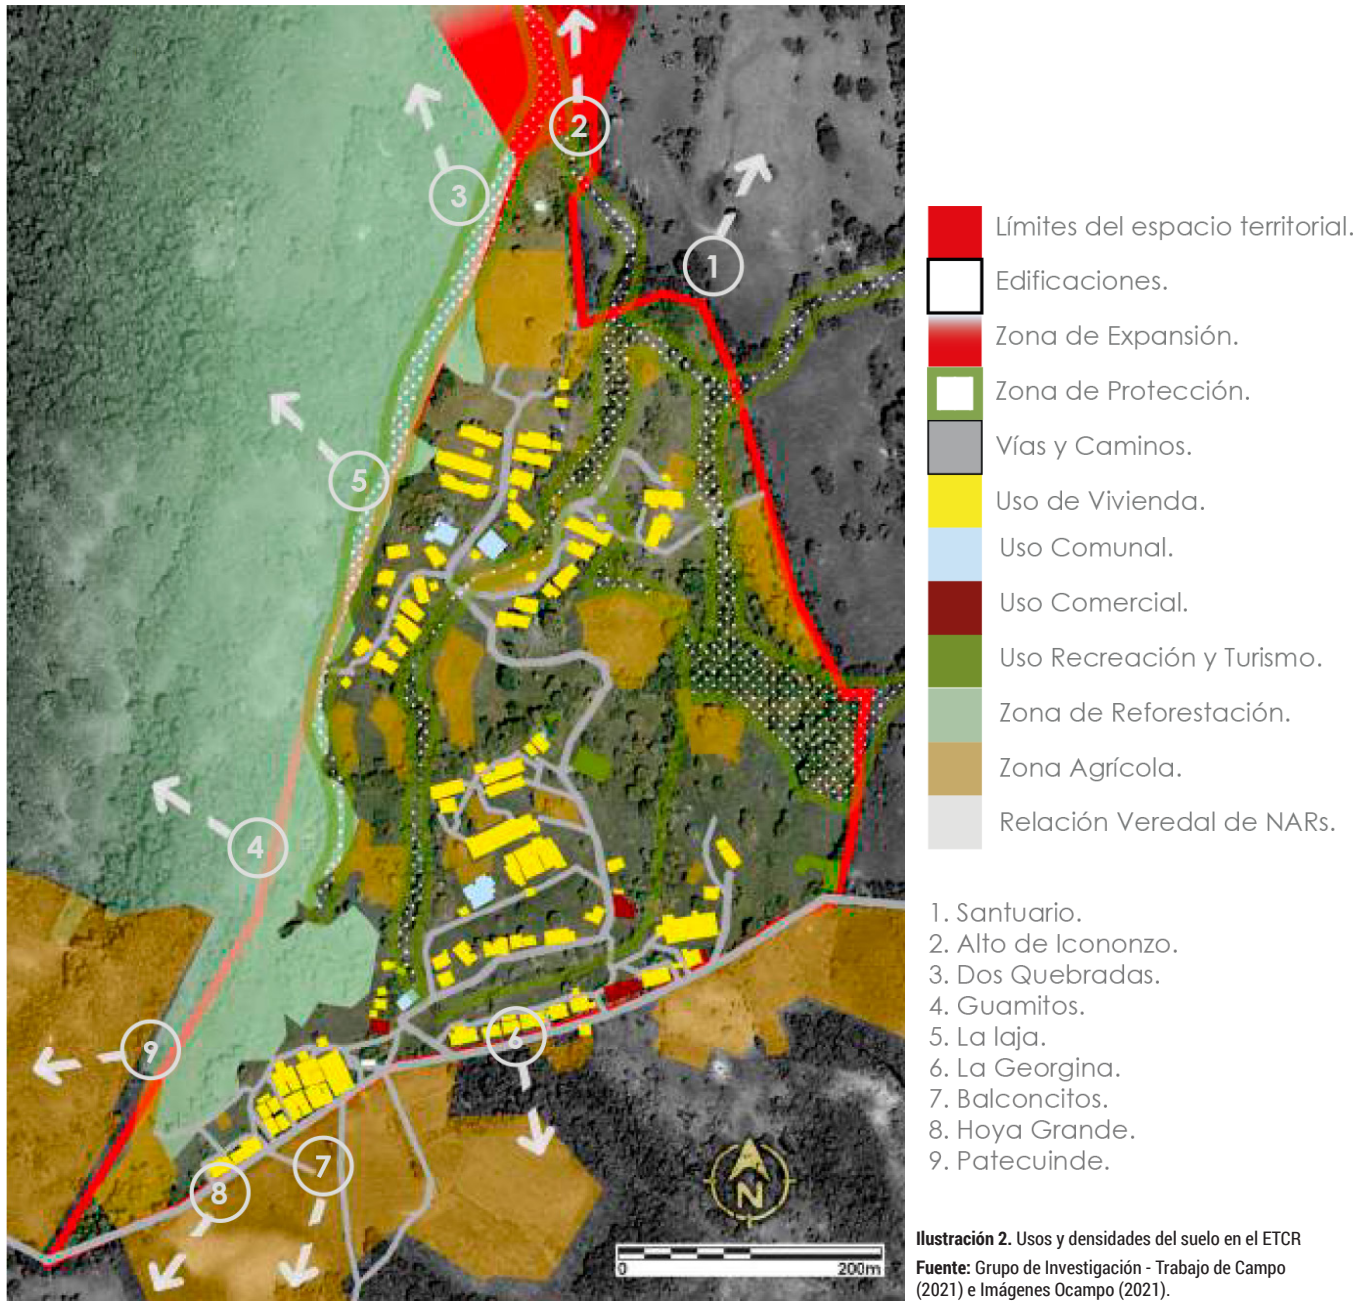 2
3
1
5
4
9
6
7
8
N
0
200m
Límites del espacio territorial.
Edificaciones.
Zona de Expansión.
Zona de Protección.
Vías y Caminos.
Uso de Vivienda.
Uso Comunal.
Uso Comercial.
Uso Recreación y Turismo.
Zona de Reforestación.
Zona Agrícola.
Relación Veredal de NARs.
1. Santuario.
2. Alto de Icononzo.
3. Dos Quebradas.
4. Guamitos.
5. La laja.
6. La Georgina.
7. Balconcitos.
8. Hoya Grande.
9. Patecuinde.
Ilustración 2. Usos y densidades del suelo en el ETCR
Fuente: Grupo de Investigación - Trabajo de Campo
(2021) e Imágenes Ocampo (2021).